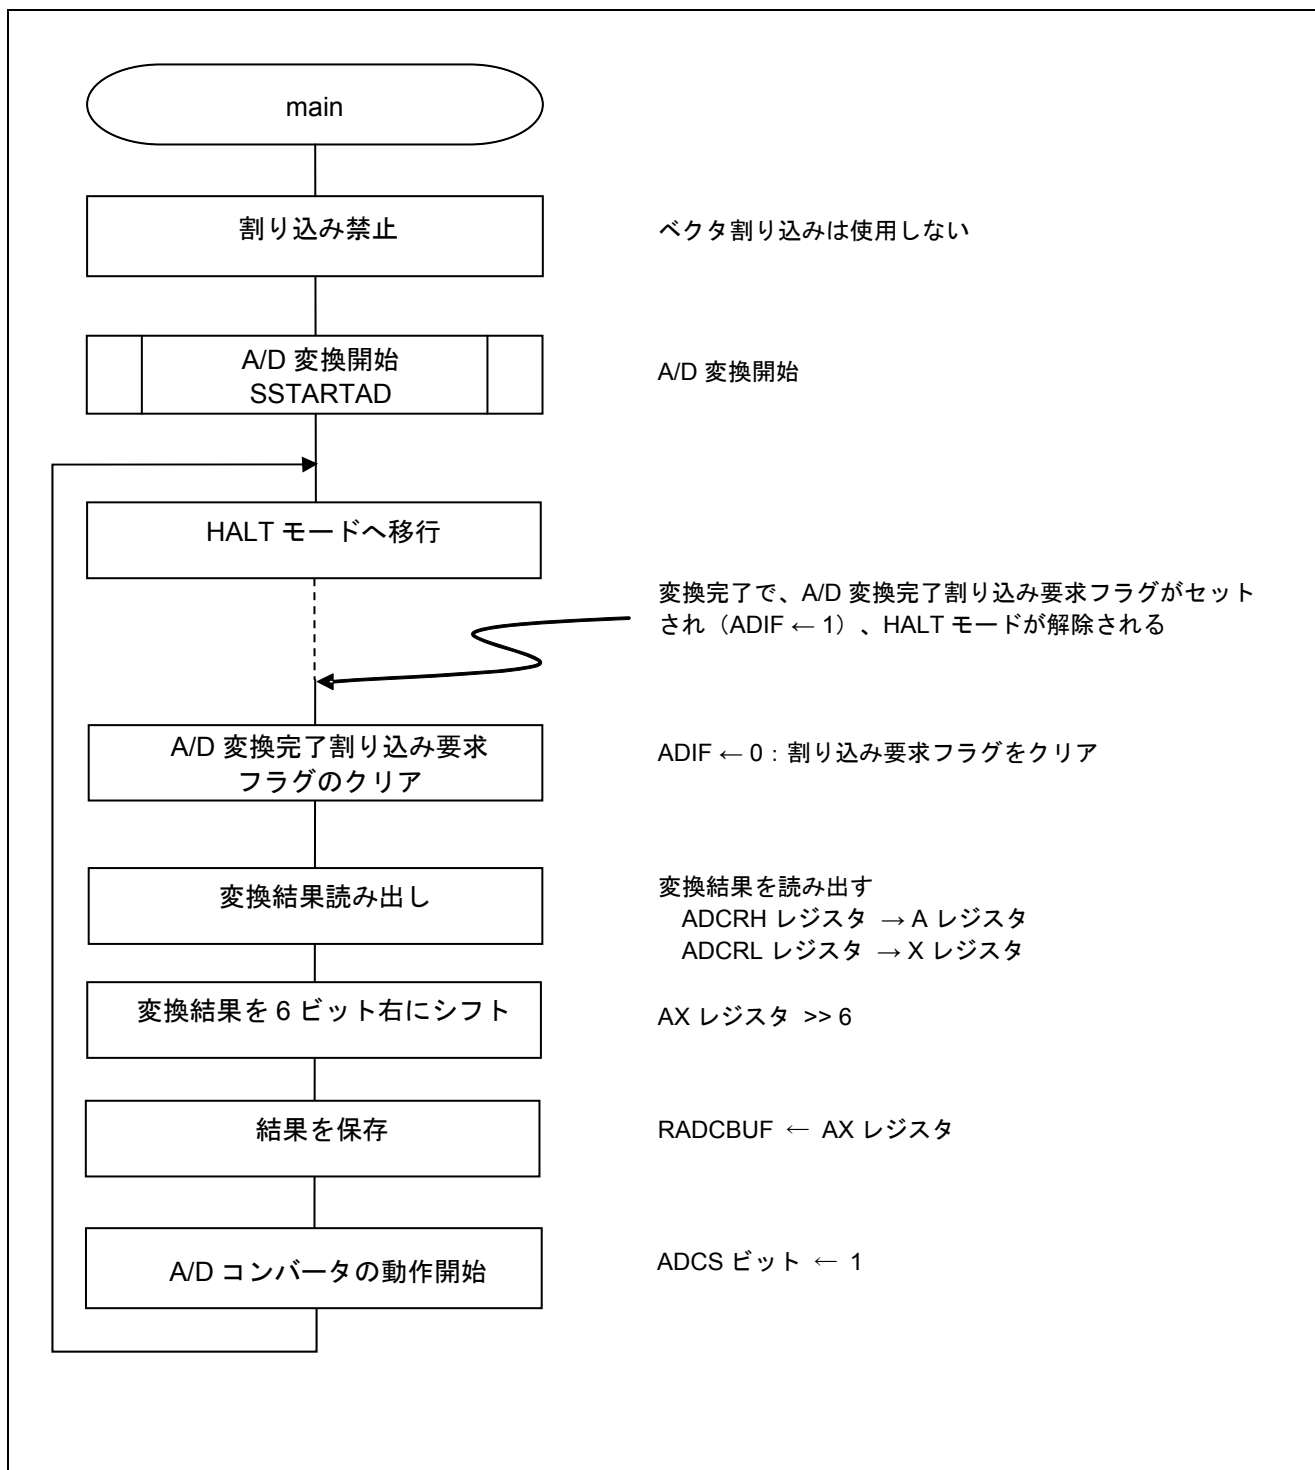 main
割り込み禁止
ベクタ割り込みは使用しない
A/D 変換開始
SSTARTAD
A/D 変換開始
HALT モードへ移行
変換完了で、A/D 変換完了割り込み要求フラグがセット
され（ADIF ← 1）、HALT モードが解除される
A/D 変換完了割り込み要求
フラグのクリア
ADIF ← 0：割り込み要求フラグをクリア
変換結果読み出し
変換結果を読み出す
ADCRH レジスタ → A レジスタ
ADCRL レジスタ → X レジスタ
変換結果を 6 ビット右にシフト
AX レジスタ >> 6
結果を保存
RADCBUF ← AX レジスタ
A/D コンバータの動作開始
ADCS ビット ← 1